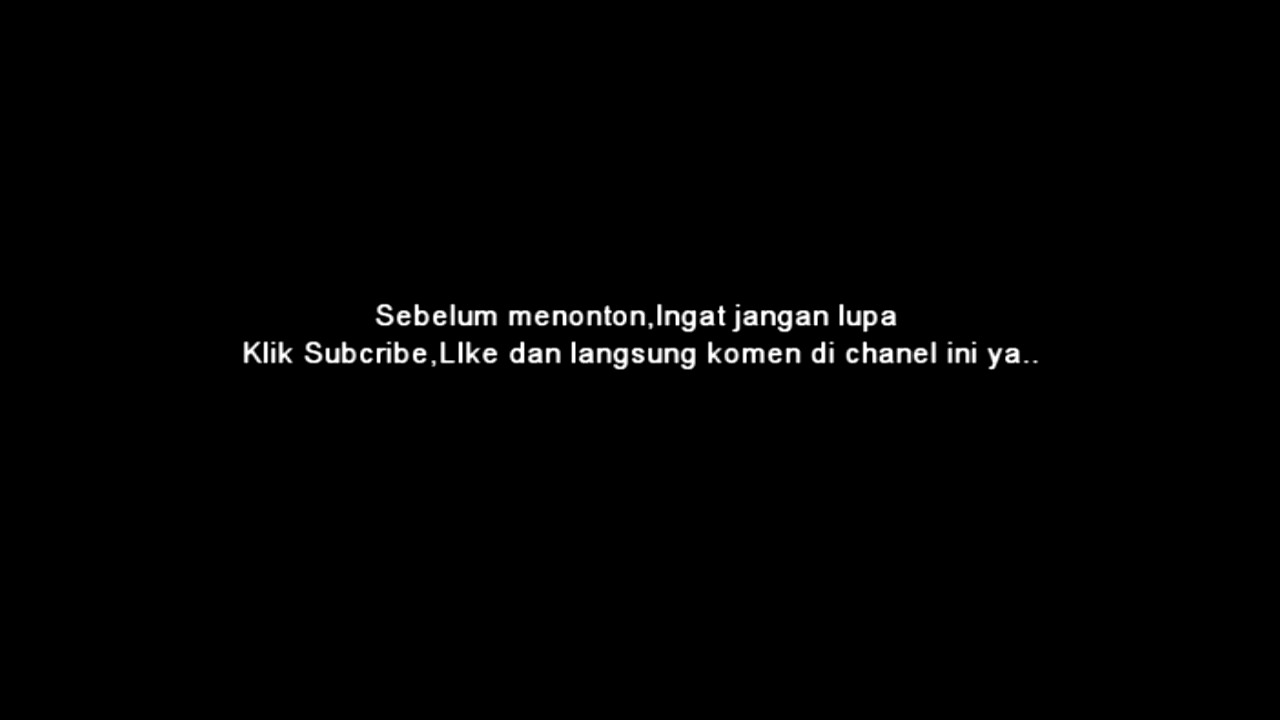 Sebelum menonton,Ingat jangan lupa
Klik Subcribe,LIke dan langsung komen di chanel ini ya..